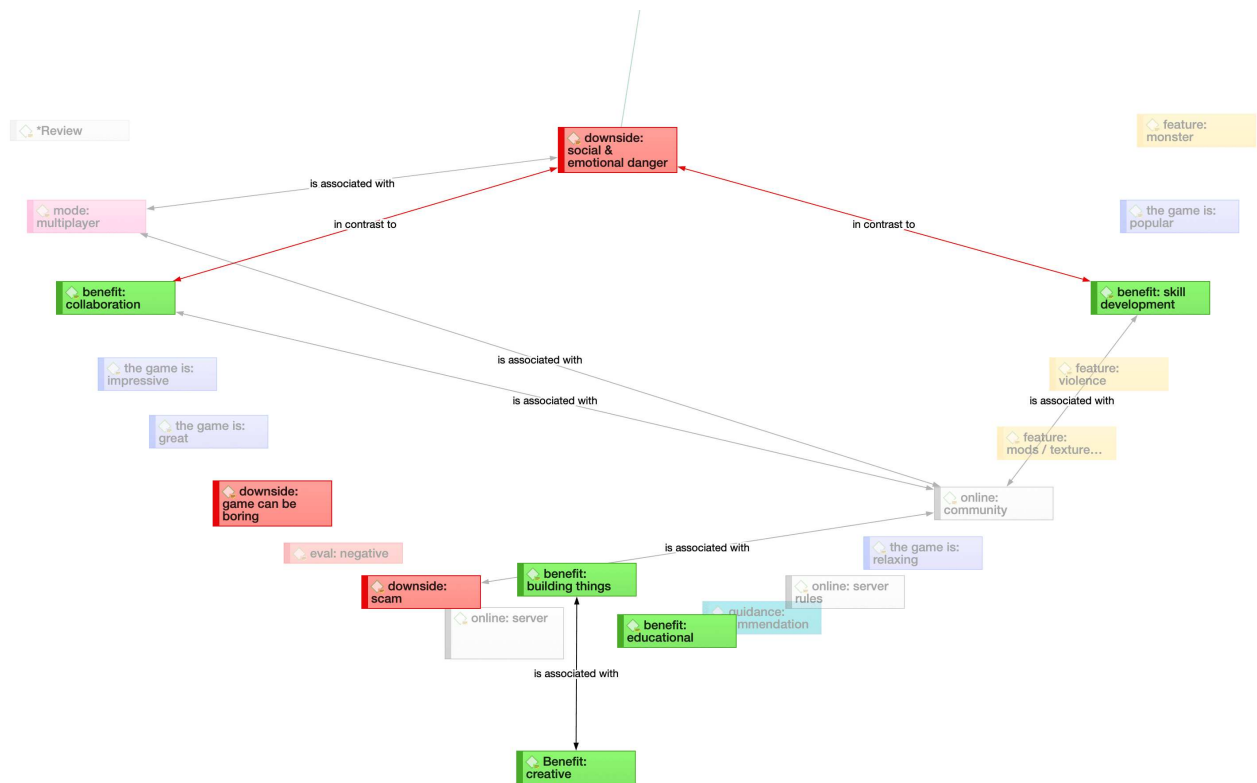 *Review
downside:
social &
emotional danger
feature:
monster
is associated with
mode:
multiplayer
the game is:
popular
in contrast to
in contrast to
benefit:
collaboration
benefit: skill
development
is associated with
the game is:
impressive
feature:
violence
is associated with
is associated with
the game is:
great
feature:
mods / texture…
downside:
game can be
boring
online:
community
is associated with
eval: negative
the game is:
relaxing
benefit:
building things
downside:
scam
online: server
rules
online: server
guidance:
mmendation
benefit:
educational
is associated with
Benefit:
creative